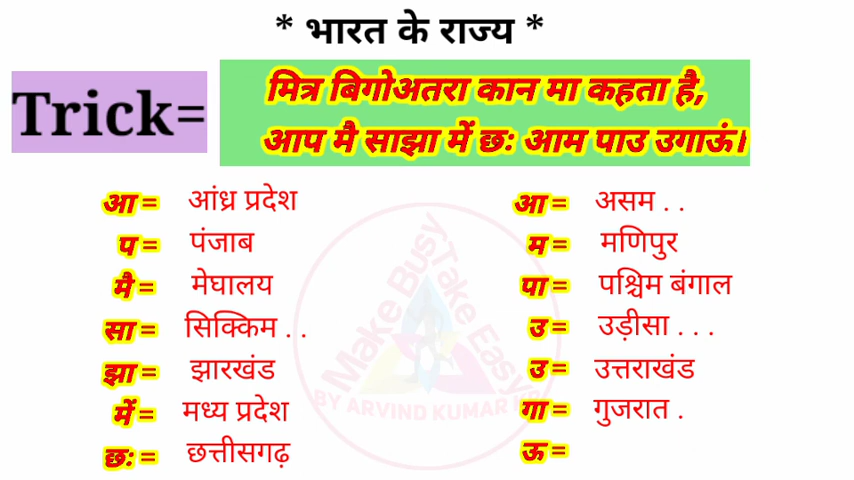 * भारत के राज्य *
Trick=
मित्र बिगोअतरा कान मा कहता है,
आप मै साझा में छः आम पाउ उगाऊं।
आ = आंध्र प्रदेश
प = पंजाब
मै = मेघालय
सा = सिक्किम . .
झा = झारखंड
में = मध्य प्रदेश
छः = छत्तीसगढ़
आ = असम . .
म = मणिपुर
पा = पश्चिम बंगाल
उ = उड़ीसा . . .
उ = उत्तराखंड
गा = गुजरात .
ऊ =
Make Busy
Take Easy
BY ARVIND KUMAR